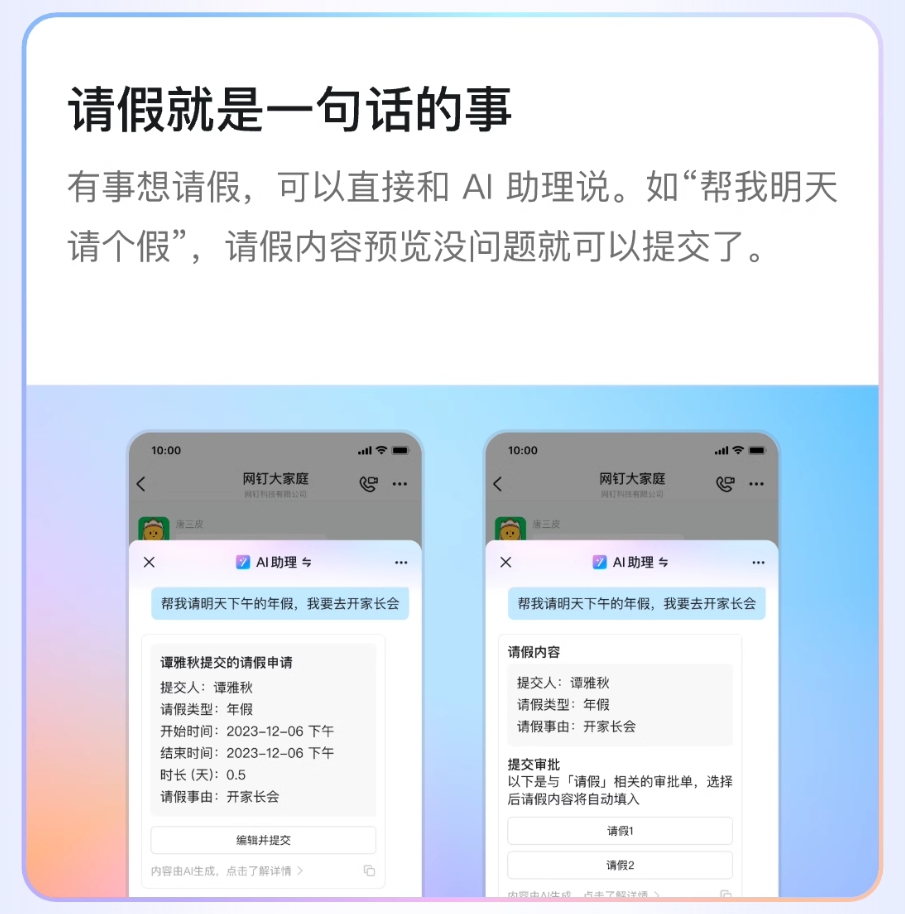 请假就是一句话的事
有事想请假，可以直接和 AI 助理说。如“帮我明天
请个假”，请假内容预览没问题就可以提交了。
10:00
网钉大家庭
网钉科技有限公司
唐三皮
AI助理
帮我请明天下午的年假，我要去开家长会
谭雅秋提交的请假申请
提交人：谭雅秋
请假类型：年假
开始时间：2023-12-06 下午
结束时间：2023-12-06 下午
时长（天）：0.5
请假事由：开家长会
编辑并提交
内容由AI生成，点击了解详情
10:00
网钉大家庭
网钉科技有限公司
唐三皮
AI助理
帮我请明天下午的年假，我要去开家长会
请假内容
提交人：谭雅秋
请假类型：年假
请假事由：开家长会
提交审批
以下是与「请假」相关的审批单，选择
后请假内容将自动填入
请假1
请假2
内容由AI生成，点击了解详情